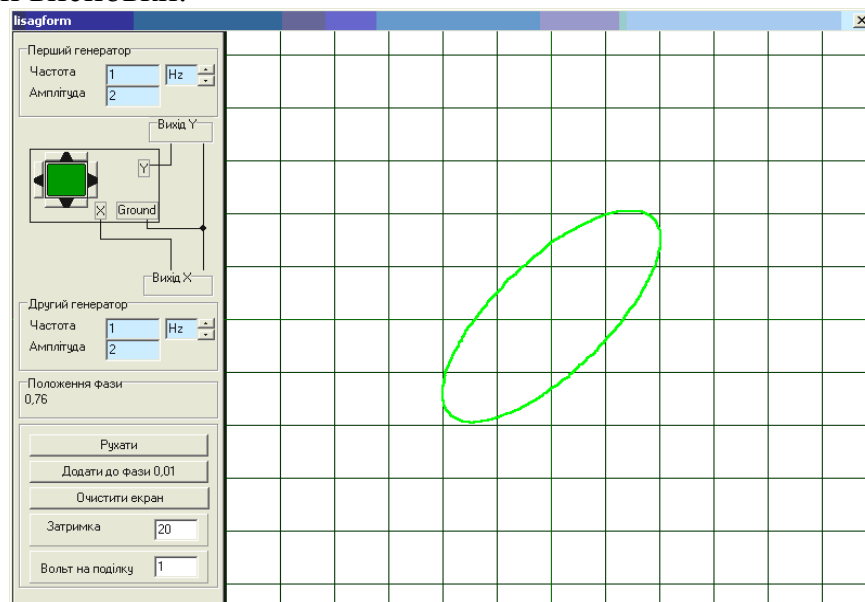 lisagform
Перший генератор
Частота 1 Hz
Амплітуда 2
Вихід Y
Y
X Ground
Вихід X
Другий генератор
Частота 1 Hz
Амплітуда 2
Положення фази
0,76
Рухати
Додати до фази 0,01
Очистити екран
Затримка 20
Вольт на поділку 1